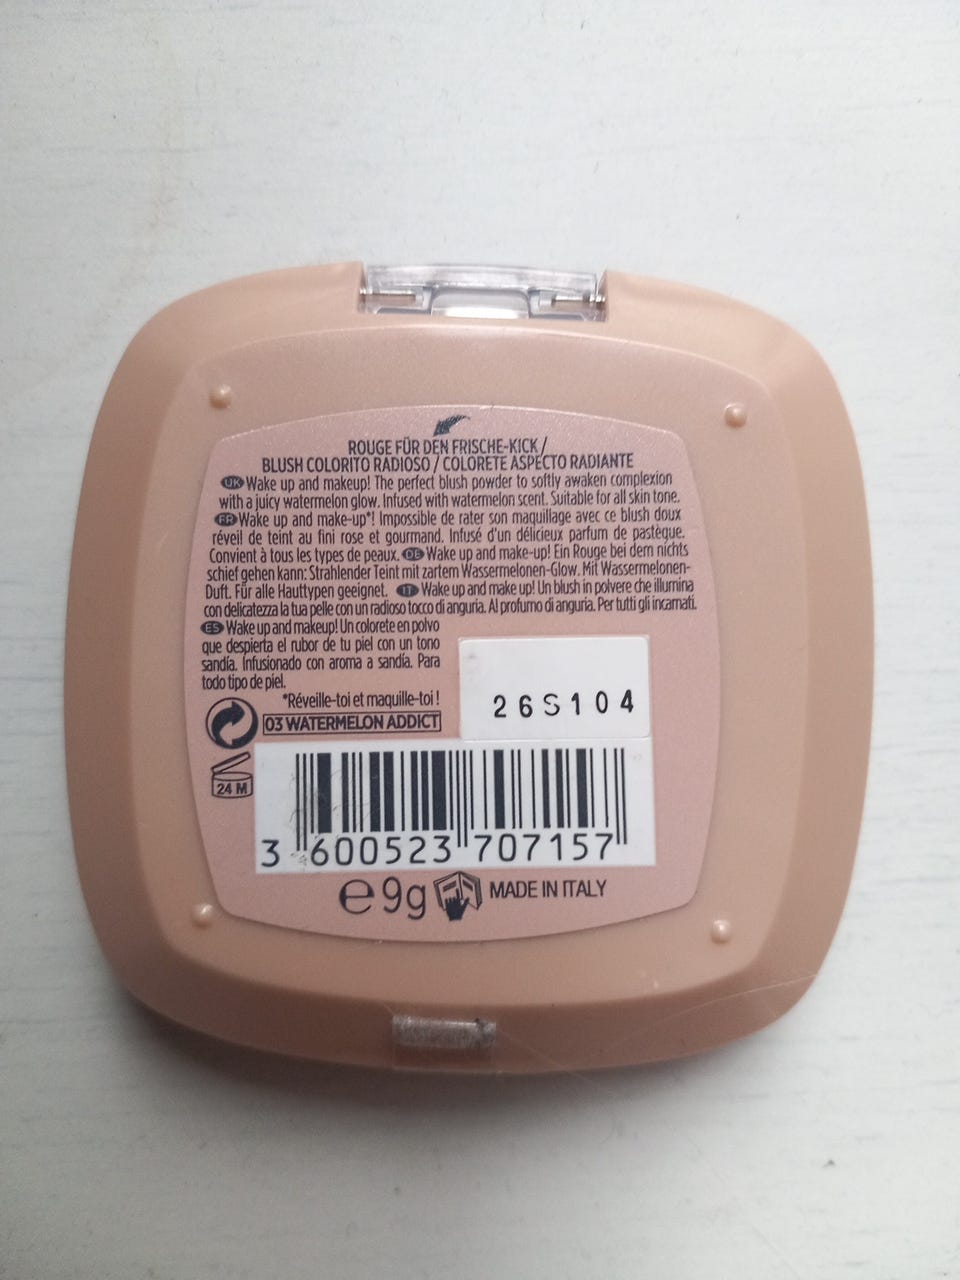 ROUGE FÜR DEN FRISCHE-KICK /
BLUSH COLORITO RADIOSO / COLORETE ASPECTO RADIANTE
UK Wake up and makeup! The perfect blush powder to softly awaken complexion
with a juicy watermelon glow. Infused with watermelon scent. Suitable for all skin tone.
FR Wake up and make-up*! Impossible de rater son maquillage avec ce blush doux
réveil de teint au fini rose et gourmand. Infusé d'un délicieux parfum de pastèque.
Convient à tous les types de peaux. DE Wake up and make-up! Ein Rouge bei dem nichts
schief gehen kann: Strahlender Teint mit zartem Wassermelonen-Glow. Mit Wassermelonen-
Duft. Für alle Hauttypen geeignet. IT Wake up and make up! Un blush in polvere che illumina
con delicatezza la tua pelle con un radioso tocco di anguria. Al profumo di anguria. Per tutti gli incarnati.
ES Wake up and makeup! Un colorete en polvo
que despierta el rubor de tu piel con un tono
sandía. Infusionado con aroma a sandía. Para
todo tipo de piel.
*Réveille-toi et maquille-toi !
03 WATERMELON ADDICT
26S104
24 M
3 600523 707157
e 9g MADE IN ITALY